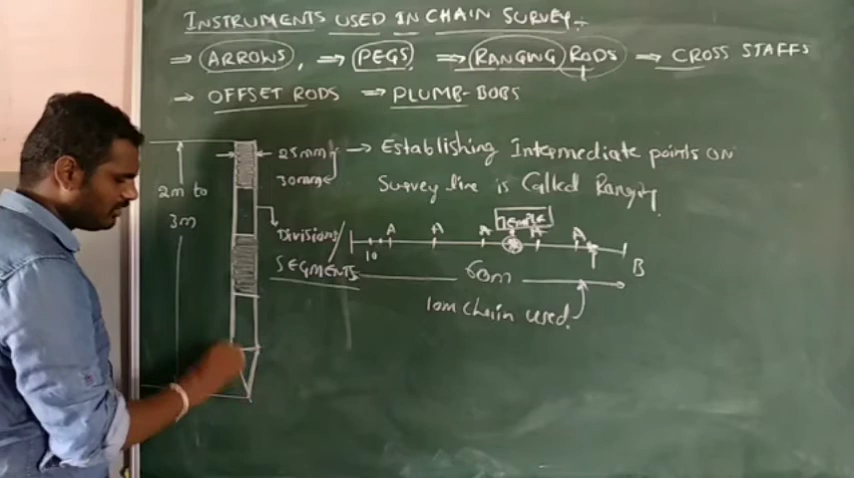 INSTRUMENTS USED IN CHAIN SURVEY:-
⇒ ARROWS, ⇒ PEGS ⇒ RANGING RODS ⇒ CROSS STAFFS
→ OFFSET RODS ⇒ PLUMB-BOBS
25mm → Establishing Intermediate points on
30mm
Survey line is Called Ranging
2m to
3m
DIVISIONS/
SEGMENTS
A A A A A
10
B
60m
10m chain used